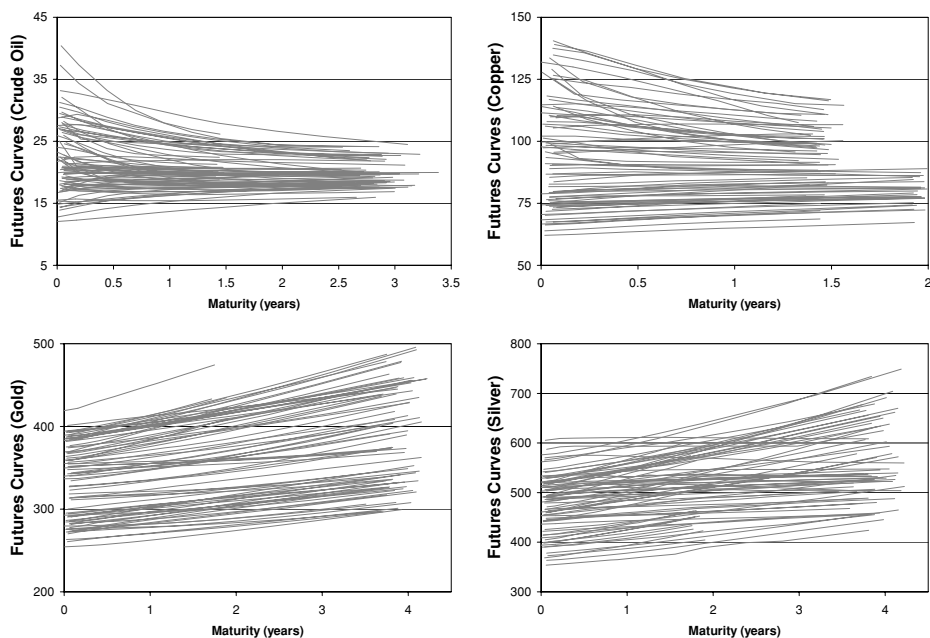 Futures Curves (Crude Oil)
45
35
25
15
5
0 0.5 1 1.5 2 2.5 3 3.5
Maturity (years)
Futures Curves (Copper)
150
125
100
75
50
0 0.5 1 1.5 2
Maturity (years)
Futures Curves (Gold)
500
400
300
200
0 1 2 3 4
Maturity (years)
Futures Curves (Silver)
800
700
600
500
400
300
0 1 2 3 4
Maturity (years)